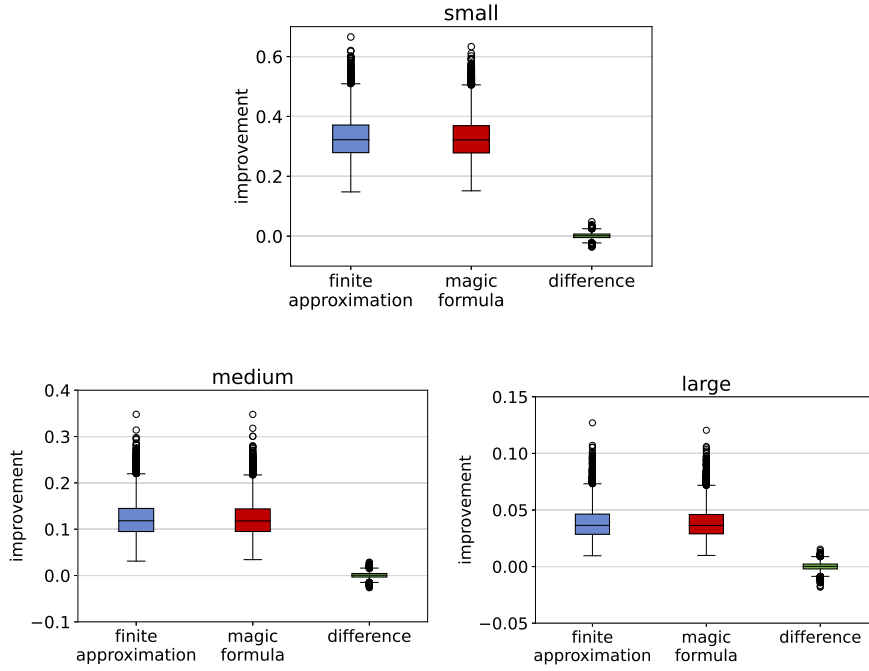 small
improvement
0.6
0.4
0.2
0.0
finite
approximation
magic
formula
difference
medium
improvement
0.4
0.3
0.2
0.1
0.0
−0.1
finite
approximation
magic
formula
difference
large
improvement
0.15
0.10
0.05
0.00
−0.05
finite
approximation
magic
formula
difference